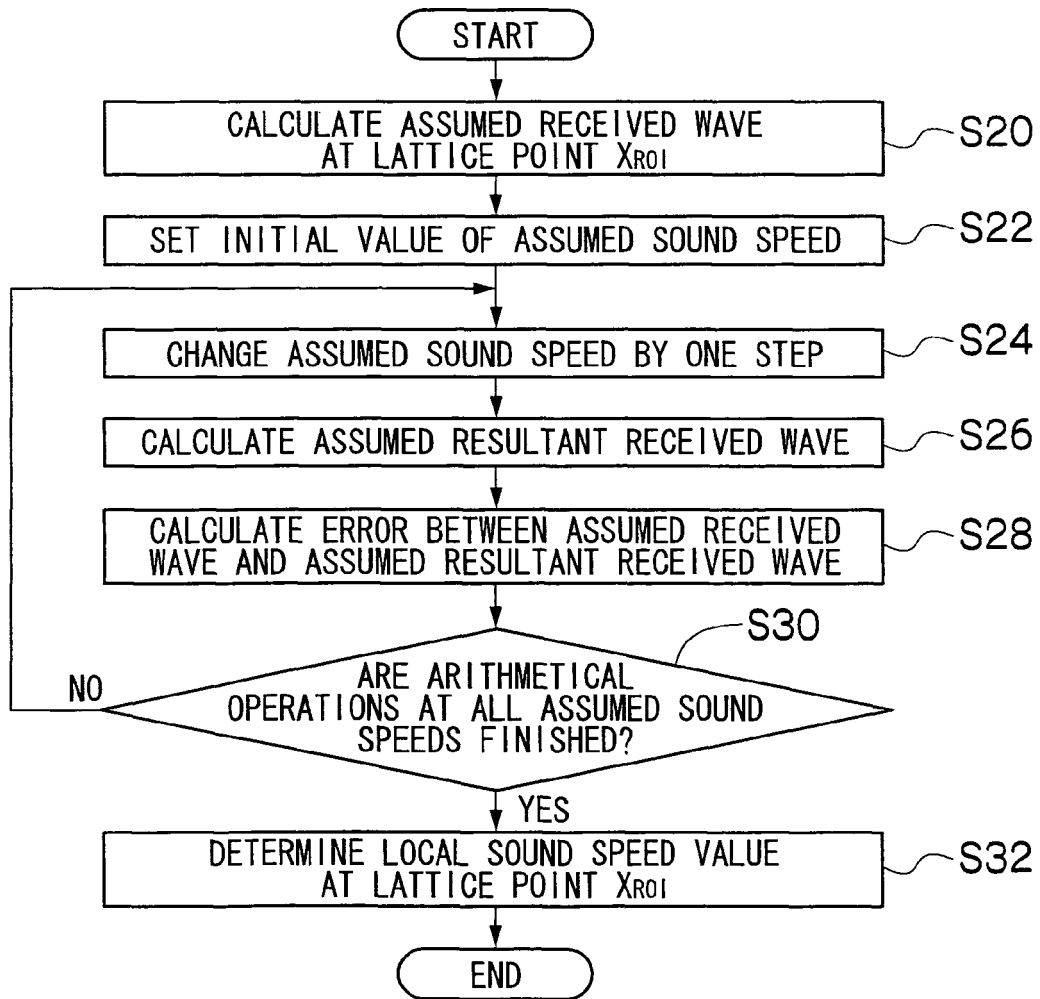 START
CALCULATE ASSUMED RECEIVED WAVE
AT LATTICE POINT XROI
S20
SET INITIAL VALUE OF ASSUMED SOUND SPEED
S22
CHANGE ASSUMED SOUND SPEED BY ONE STEP
S24
CALCULATE ASSUMED RESULTANT RECEIVED WAVE
S26
CALCULATE ERROR BETWEEN ASSUMED RECEIVED
WAVE AND ASSUMED RESULTANT RECEIVED WAVE
S28
S30
ARE ARITHMETICAL
OPERATIONS AT ALL ASSUMED SOUND
SPEEDS FINISHED?
NO
YES
DETERMINE LOCAL SOUND SPEED VALUE
AT LATTICE POINT XROI
S32
END